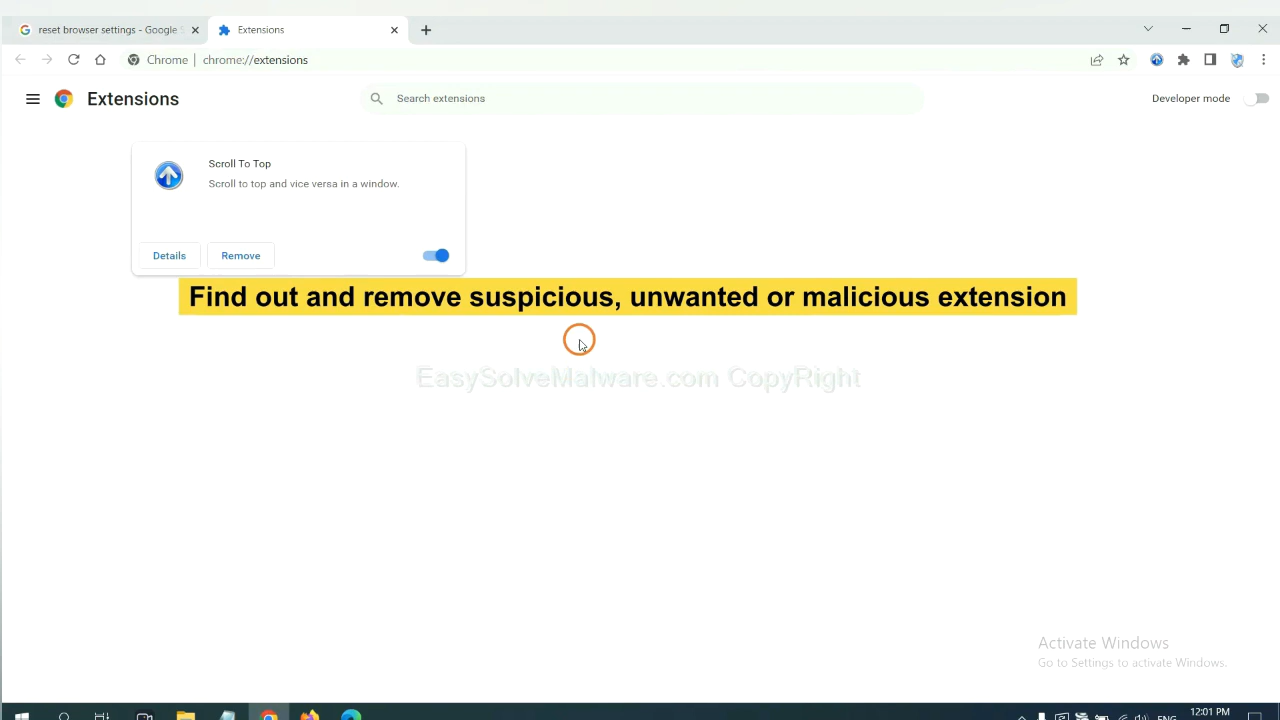 reset browser settings - Google
Extensions
Chrome
chrome://extensions
Extensions
Search extensions
Developer mode
Scroll To Top
Scroll to top and vice versa in a window.
Details
Remove
Find out and remove suspicious, unwanted or malicious extension
EasySolveMalware.com CopyRight
Activate Windows
Go to Settings to activate Windows.
12:01 PM
ENG